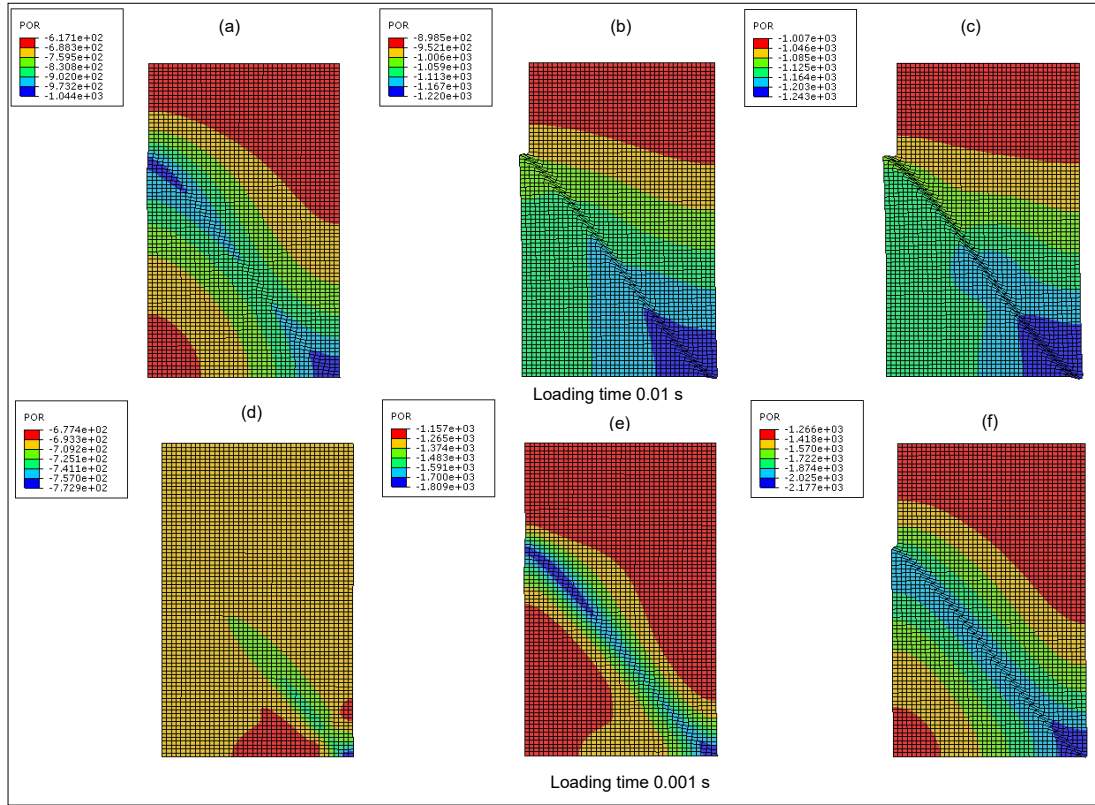 (a)
POR
-6.171e+02
-6.883e+02
-7.595e+02
-8.308e+02
-9.020e+02
-9.732e+02
-1.044e+03
(b)
POR
-8.985e+02
-9.521e+02
-1.006e+03
-1.059e+03
-1.113e+03
-1.167e+03
-1.220e+03
(c)
POR
-1.007e+03
-1.046e+03
-1.085e+03
-1.125e+03
-1.164e+03
-1.203e+03
-1.243e+03
Loading time 0.01 s
(d)
POR
-6.774e+02
-6.933e+02
-7.092e+02
-7.251e+02
-7.411e+02
-7.570e+02
-7.729e+02
(e)
POR
-1.157e+03
-1.265e+03
-1.374e+03
-1.483e+03
-1.591e+03
-1.700e+03
-1.809e+03
(f)
POR
-1.266e+03
-1.418e+03
-1.570e+03
-1.722e+03
-1.874e+03
-2.025e+03
-2.177e+03
Loading time 0.001 s